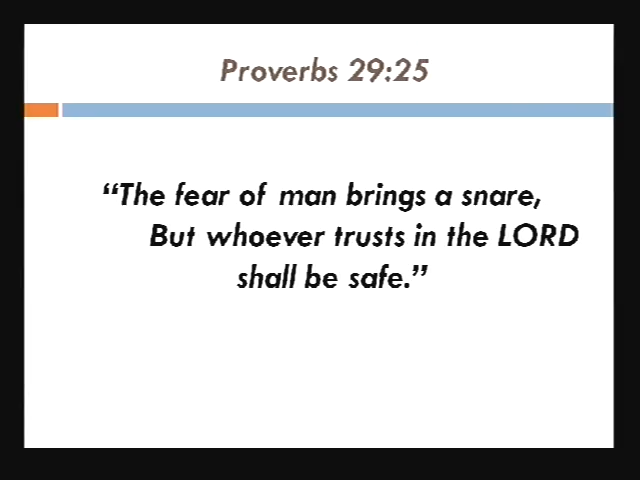 Proverbs 29:25
“The fear of man brings a snare,
But whoever trusts in the LORD
shall be safe.”